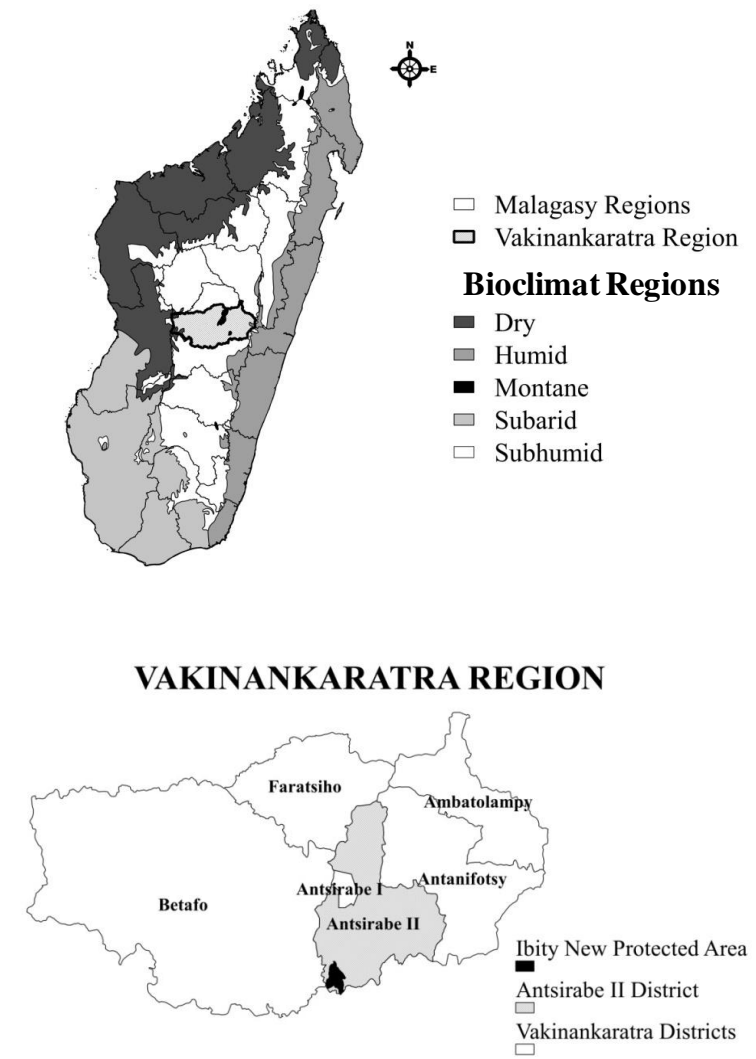 N
E
Malagasy Regions
Vakinankaratra Region
Bioclimat Regions
Dry
Humid
Montane
Subarid
Subhumid
VAKINANKARATRA REGION
Faratsiho
Ambatolampy
Antsirabe I
Antanifotsy
Betafo
Antsirabe II
Ibity New Protected Area
Antsirabe II District
Vakinankaratra Districts